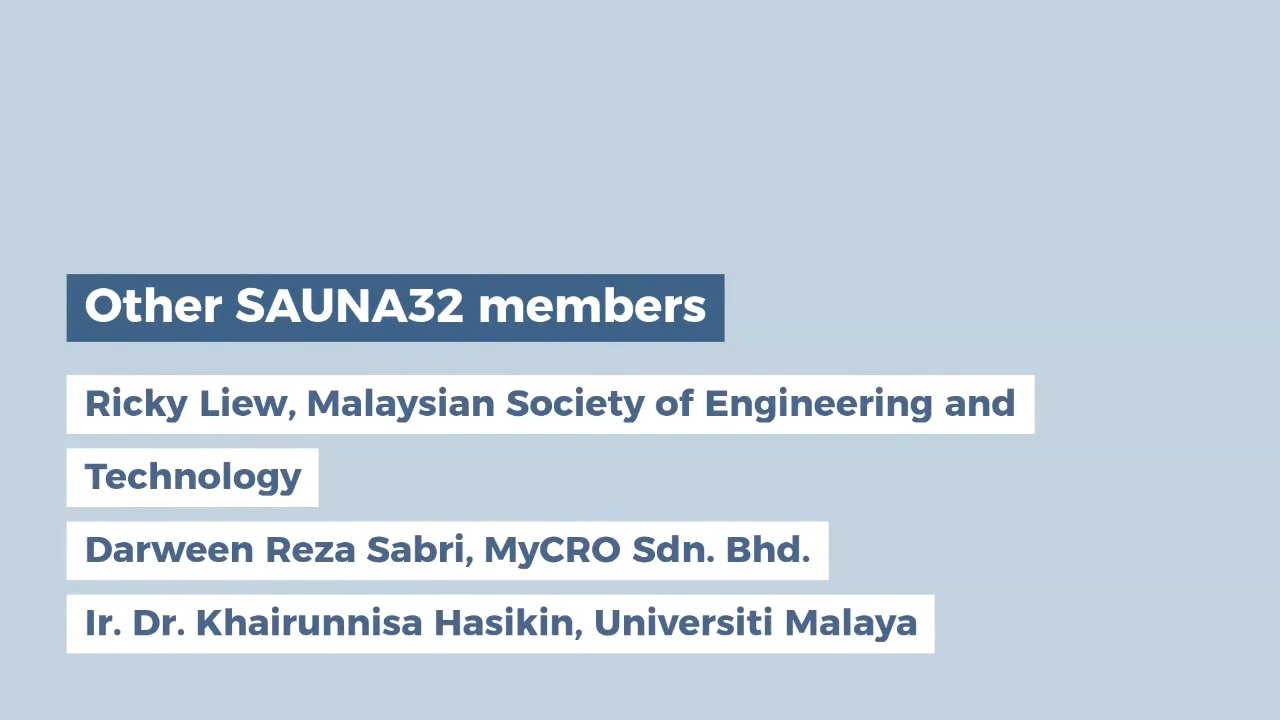 Other SAUNA32 members
Ricky Liew, Malaysian Society of Engineering and
Technology
Darween Reza Sabri, MyCRO Sdn. Bhd.
Ir. Dr. Khairunnisa Hasikin, Universiti Malaya